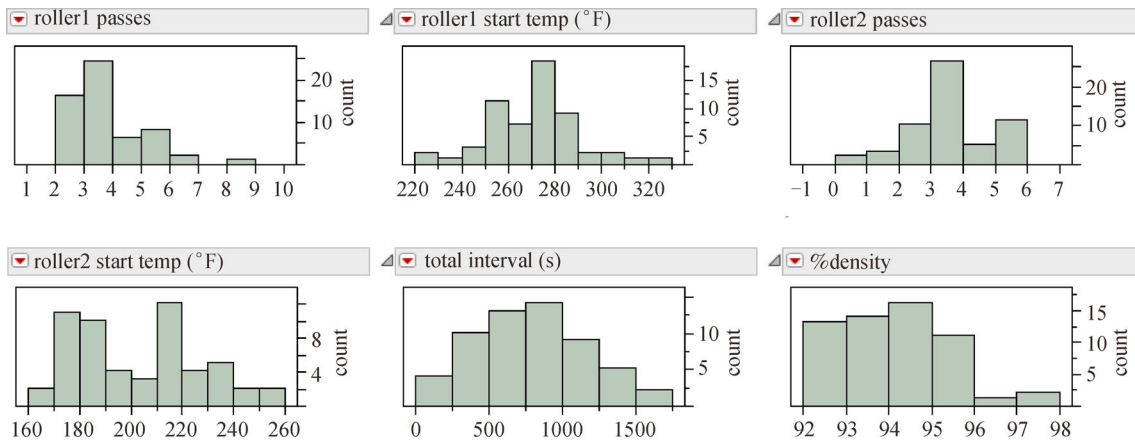 roller1 passes
20
10
count
1 2 3 4 5 6 7 8 9 10
roller1 start temp (°F)
15
10
5
count
220 240 260 280 300 320
roller2 passes
20
10
count
−1 0 1 2 3 4 5 6 7
roller2 start temp (°F)
8
4
count
160 180 200 220 240 260
total interval (s)
10
5
count
0 500 1000 1500
%density
15
10
5
count
92 93 94 95 96 97 98